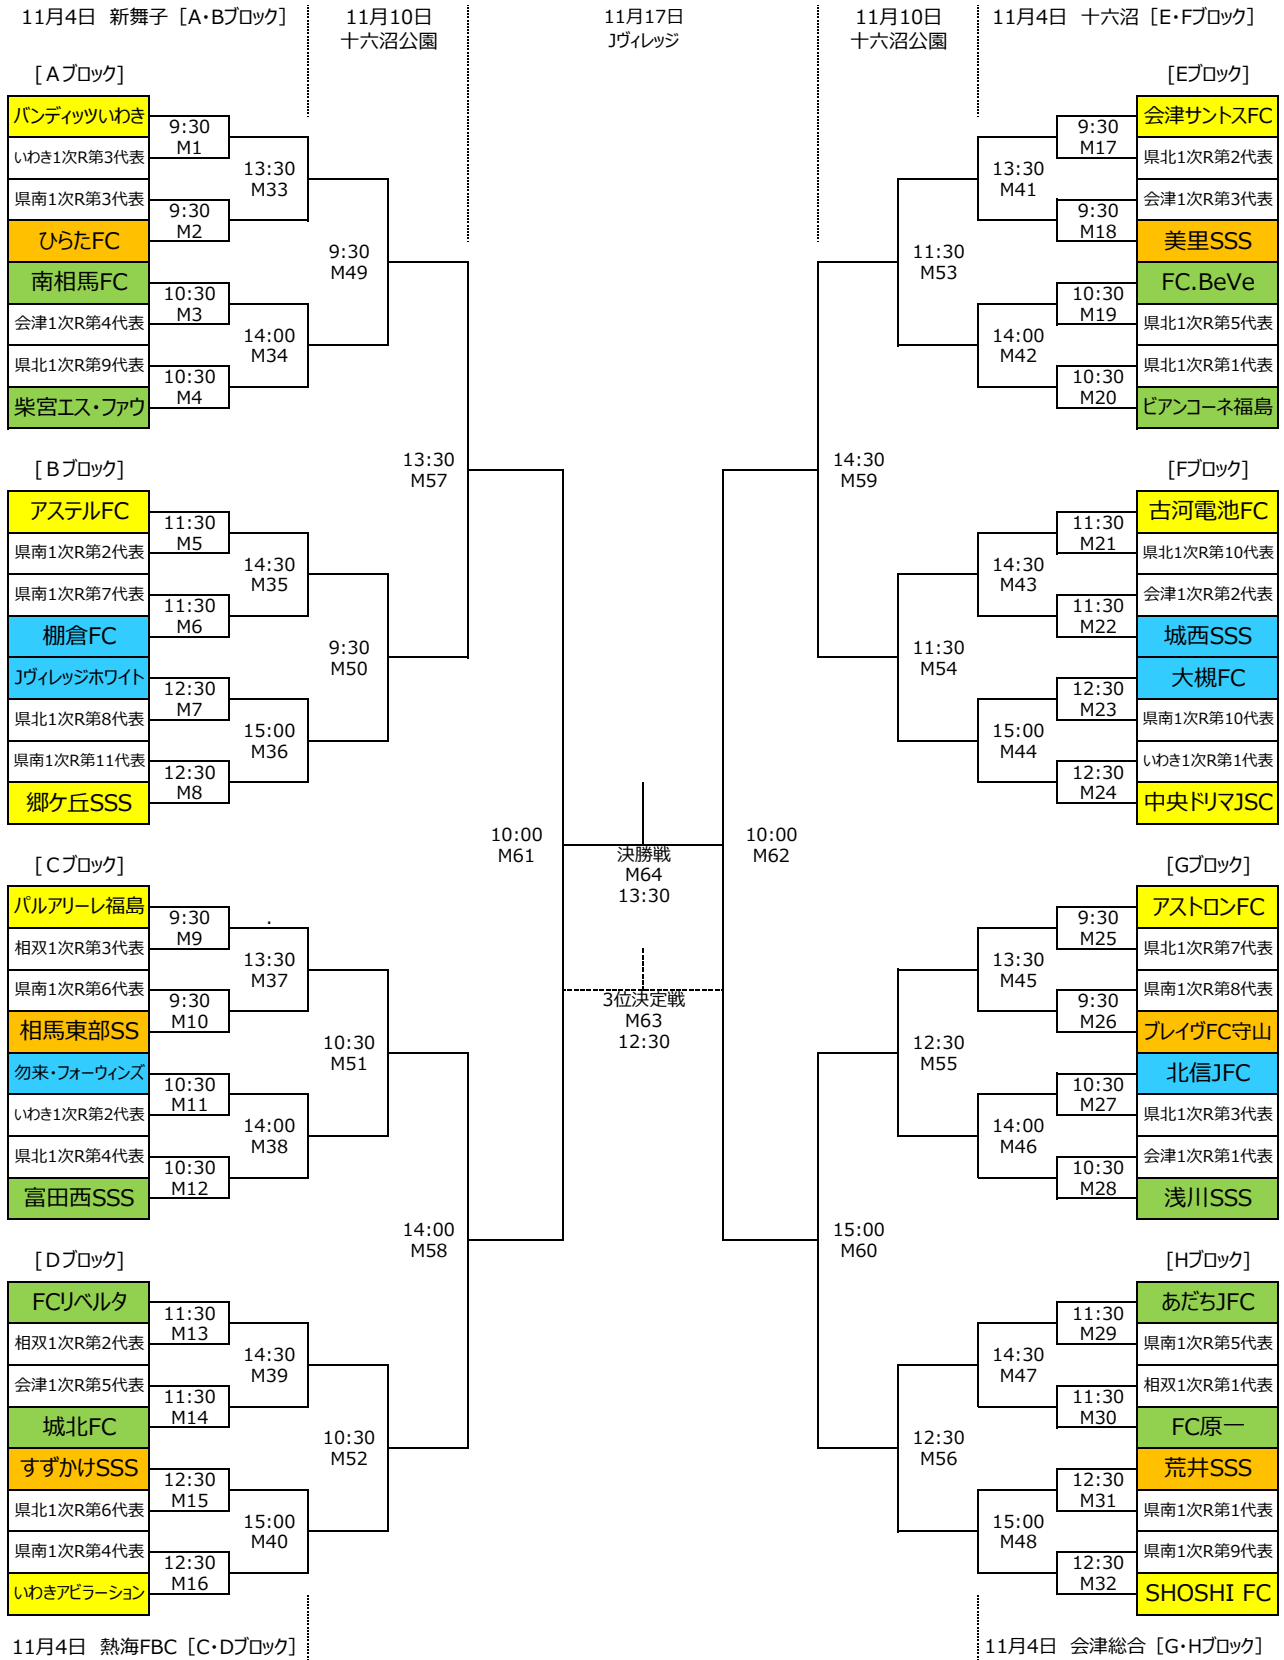 11月4日 新舞子［A・Bブロック］
11月10日
十六沼公園
11月17日
Jヴィレッジ
11月10日
十六沼公園
11月4日 十六沼［E・Fブロック］
［Aブロック］
バンディッツいわき
いわき1次R第3代表
県南1次R第3代表
ひらたFC
南相馬FC
会津1次R第4代表
県北1次R第9代表
柴宮エス・ファウ
9:30
M1
9:30
M2
10:30
M3
10:30
M4
13:30
M33
14:00
M34
9:30
M49
［Bブロック］
アステルFC
県南1次R第2代表
県南1次R第7代表
棚倉FC
Jヴィレッジホワイト
県北1次R第8代表
県南1次R第11代表
郷ケ丘SSS
11:30
M5
11:30
M6
12:30
M7
12:30
M8
14:30
M35
15:00
M36
9:30
M50
13:30
M57
［Cブロック］
パルアリーレ福島
相双1次R第3代表
県南1次R第6代表
相馬東部SS
勿来・フォーウィンズ
いわき1次R第2代表
県北1次R第4代表
富田西SSS
9:30
M9
9:30
M10
10:30
M11
10:30
M12
.
13:30
M37
14:00
M38
10:30
M51
［Dブロック］
FCリベルタ
相双1次R第2代表
会津1次R第5代表
城北FC
すずかけSSS
県北1次R第6代表
県南1次R第4代表
いわきアビラーション
11:30
M13
11:30
M14
12:30
M15
12:30
M16
14:30
M39
15:00
M40
10:30
M52
14:00
M58
10:00
M61
決勝戦
M64
13:30
3位決定戦
M63
12:30
10:00
M62
［Eブロック］
会津サントスFC
県北1次R第2代表
会津1次R第3代表
美里SSS
FC.BeVe
県北1次R第5代表
県北1次R第1代表
ビアンコーネ福島
9:30
M17
9:30
M18
10:30
M19
10:30
M20
13:30
M41
14:00
M42
11:30
M53
14:30
M59
［Fブロック］
古河電池FC
県北1次R第10代表
会津1次R第2代表
城西SSS
大槻FC
県南1次R第10代表
いわき1次R第1代表
中央ドリマJSC
11:30
M21
11:30
M22
12:30
M23
12:30
M24
14:30
M43
15:00
M44
11:30
M54
［Gブロック］
アストロンFC
県北1次R第7代表
県南1次R第8代表
ブレイヴFC守山
北信JFC
県北1次R第3代表
会津1次R第1代表
浅川SSS
9:30
M25
9:30
M26
10:30
M27
10:30
M28
13:30
M45
14:00
M46
12:30
M55
15:00
M60
［Hブロック］
あだちJFC
県南1次R第5代表
相双1次R第1代表
FC原一
荒井SSS
県南1次R第1代表
県南1次R第9代表
SHOSHI FC
11:30
M29
11:30
M30
12:30
M31
12:30
M32
14:30
M47
15:00
M48
12:30
M56
11月4日 熱海FBC［C・Dブロック］
11月4日 会津総合［G・Hブロック］